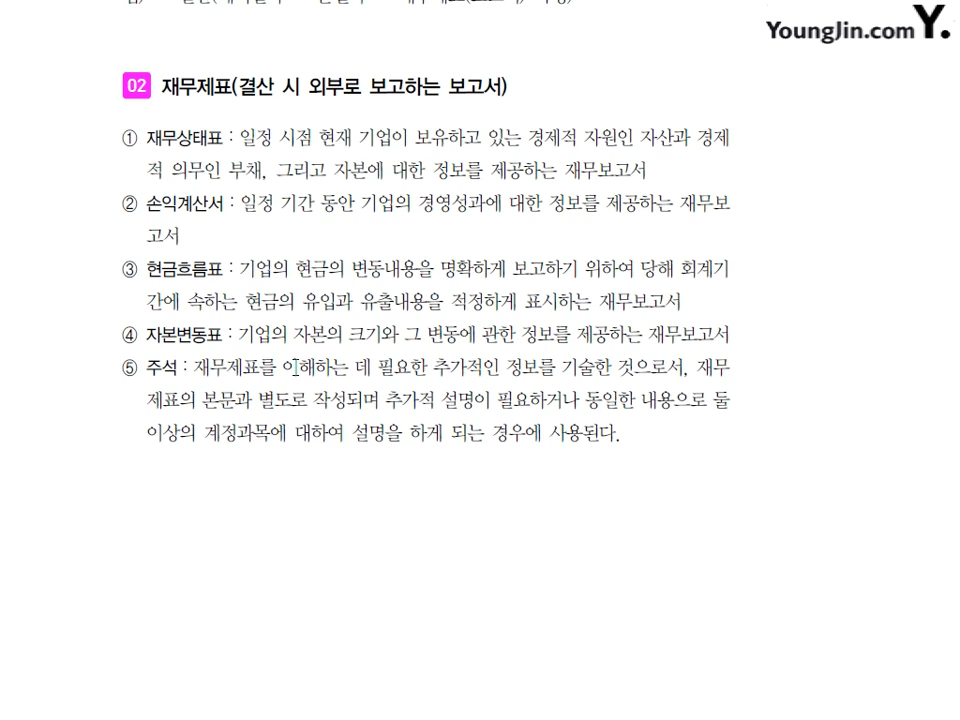 YoungJin.com Y.
02 재무제표(결산 시 외부로 보고하는 보고서)
① 재무상태표 : 일정 시점 현재 기업이 보유하고 있는 경제적 자원인 자산과 경제
적 의무인 부채, 그리고 자본에 대한 정보를 제공하는 재무보고서
② 손익계산서 : 일정 기간 동안 기업의 경영성과에 대한 정보를 제공하는 재무보
고서
③ 현금흐름표 : 기업의 현금의 변동내용을 명확하게 보고하기 위하여 당해 회계기
간에 속하는 현금의 유입과 유출내용을 적정하게 표시하는 재무보고서
④ 자본변동표 : 기업의 자본의 크기와 그 변동에 관한 정보를 제공하는 재무보고서
⑤ 주석 : 재무제표를 이해하는 데 필요한 추가적인 정보를 기술한 것으로서, 재무
제표의 본문과 별도로 작성되며 추가적 설명이 필요하거나 동일한 내용으로 둘
이상의 계정과목에 대하여 설명을 하게 되는 경우에 사용된다.